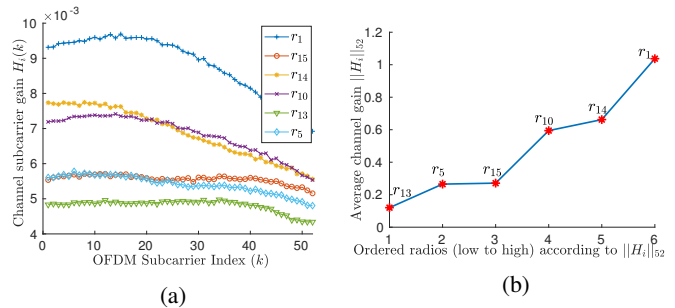 ×10⁻³
10
9
8
7
6
5
4
0
10
20
30
40
50
Channel subcarrier gain H_i(k)
OFDM Subcarrier Index (k)
r_1
r_15
r_14
r_10
r_13
r_5
(a)
1.2
1
0.8
0.6
0.4
0.2
0
1
2
3
4
5
6
Average channel gain ||H_i||_52
Ordered radios (low to high) according to ||H_i||_52
r_13
r_5
r_15
r_10
r_14
r_1
(b)